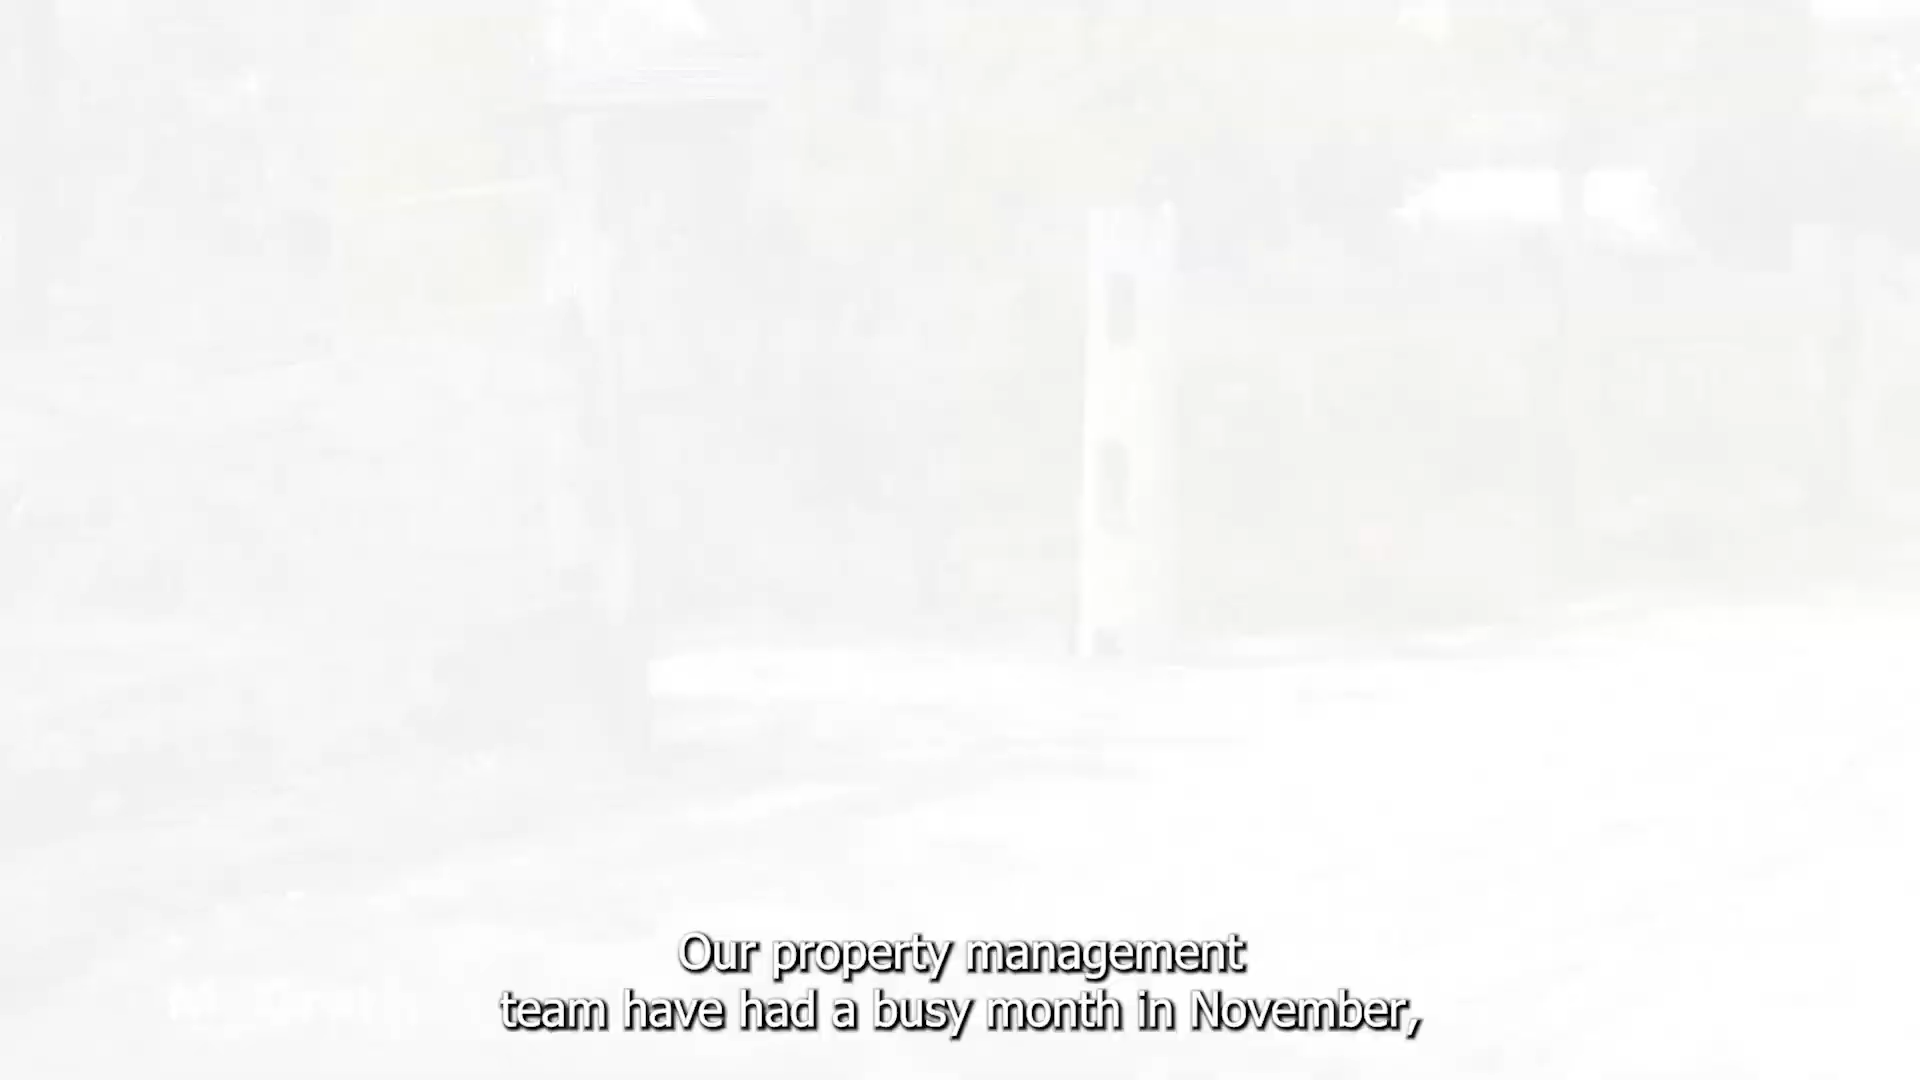 Our property management
team have had a busy month in November,